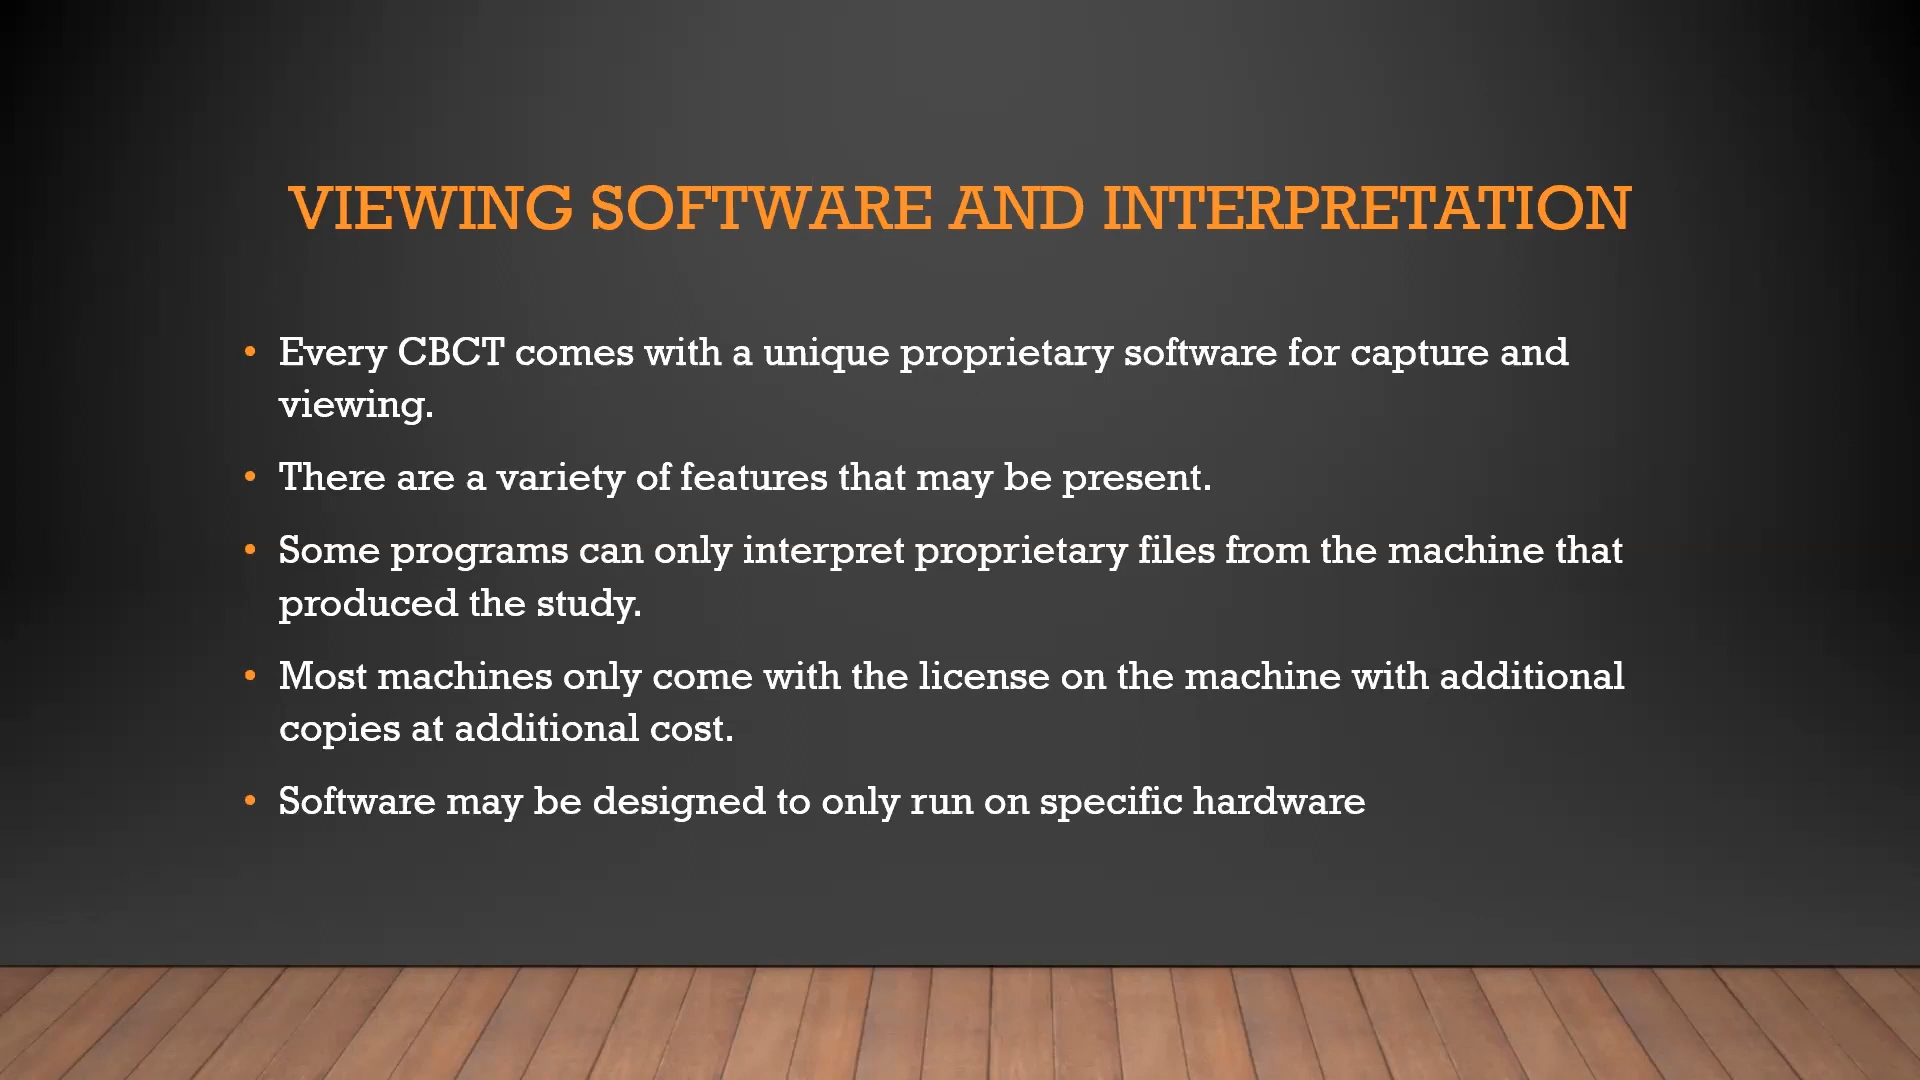 VIEWING SOFTWARE AND INTERPRETATION
• Every CBCT comes with a unique proprietary software for capture and
viewing.
• There are a variety of features that may be present.
• Some programs can only interpret proprietary files from the machine that
produced the study.
• Most machines only come with the license on the machine with additional
copies at additional cost.
• Software may be designed to only run on specific hardware